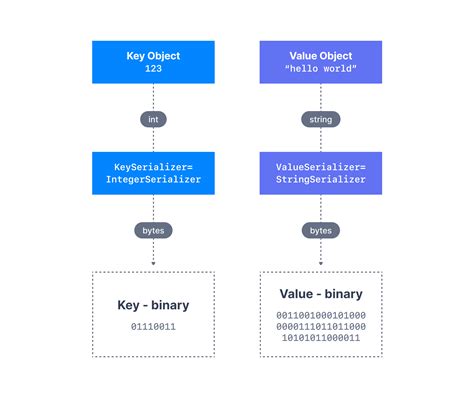 Key Object
123
int
KeySerializer=
IntegerSerializer
bytes
Key - binary
01110011
Value Object
“hello world”
string
ValueSerializer=
StringSerializer
bytes
Value - binary
0011001000101000
0000111011011000
10101011000011